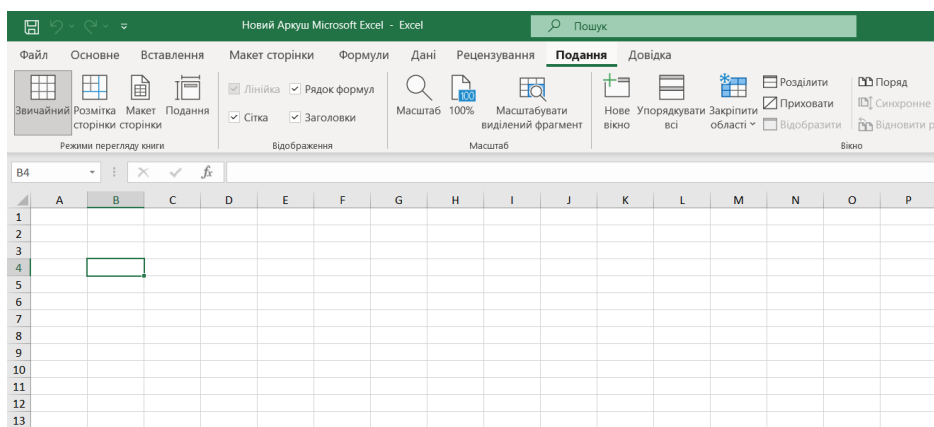 Новий Аркуш Microsoft Excel - Excel
Пошук
Файл Основне Вставлення Макет сторінки Формули Дані Рецензування Подання Довідка
Звичайний Розмітка сторінки Макет сторінки Подання
Режими перегляду книги
Лінійка Рядок формул
Сітка Заголовки
Відображення
Масштаб 100% Масштабувати виділений фрагмент
Масштаб
Нове вікно Упорядкувати всі Закріпити області
Розділити
Приховати
Відобразити
Поряд
Синхронне
Відновити р
Вікно
B4 fx
A B C D E F G H I J K L M N O P
1
2
3
4
5
6
7
8
9
10
11
12
13